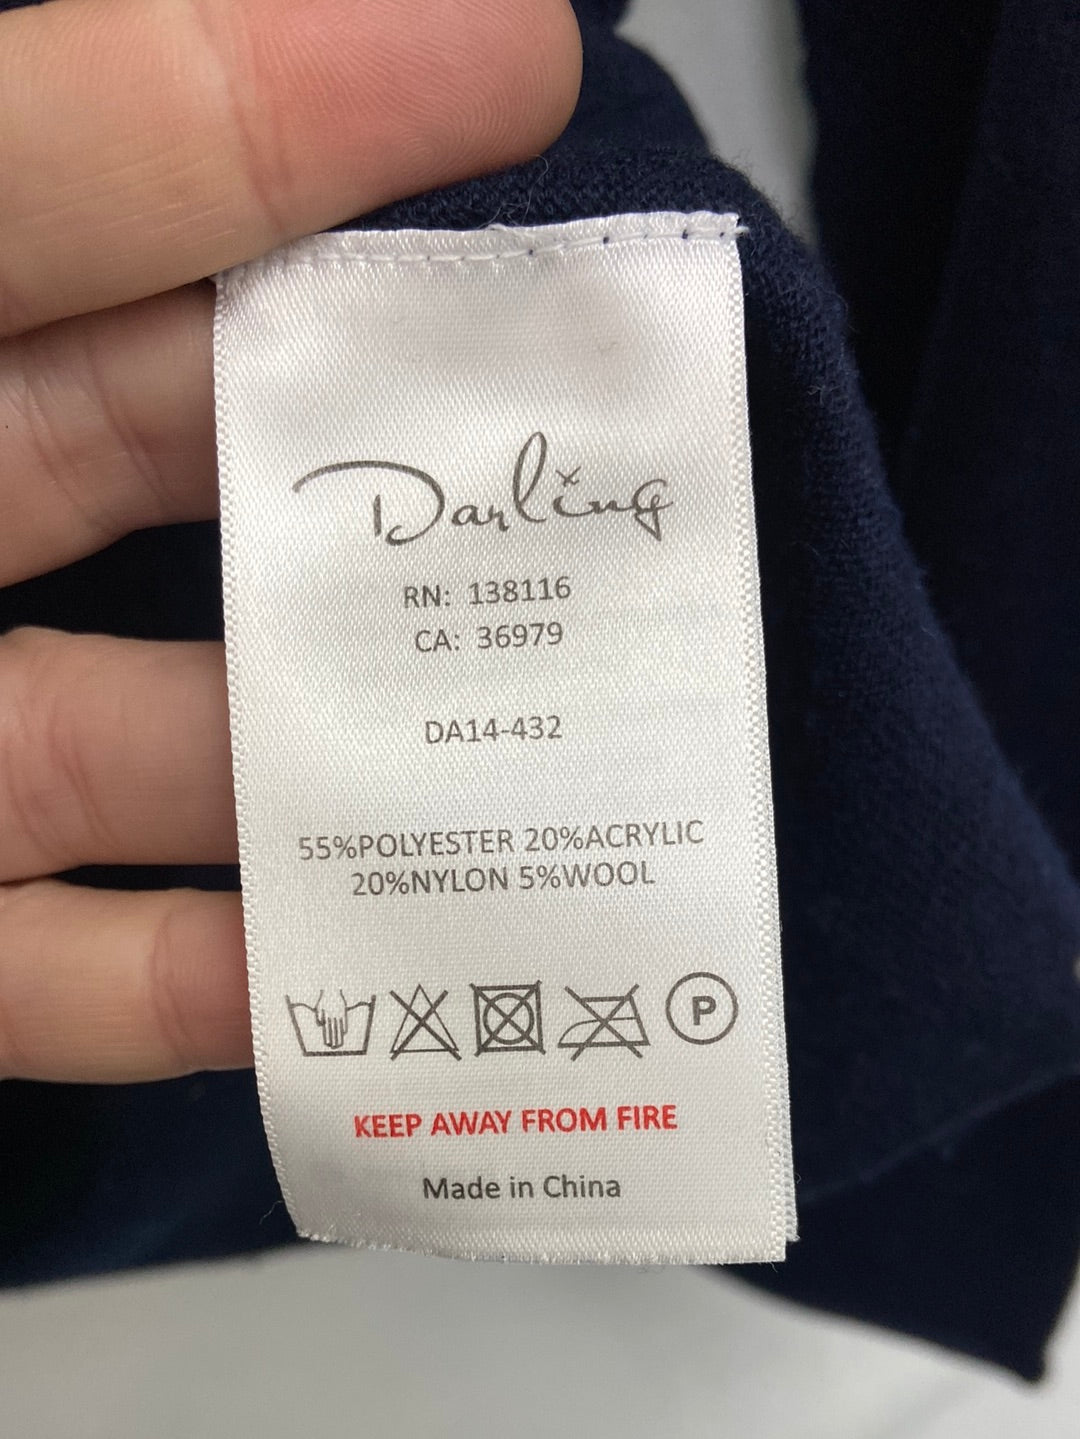 Darling
RN: 138116
CA: 36979
DA14-432
55%POLYESTER 20%ACRYLIC
20%NYLON 5%WOOL
P
KEEP AWAY FROM FIRE
Made in China